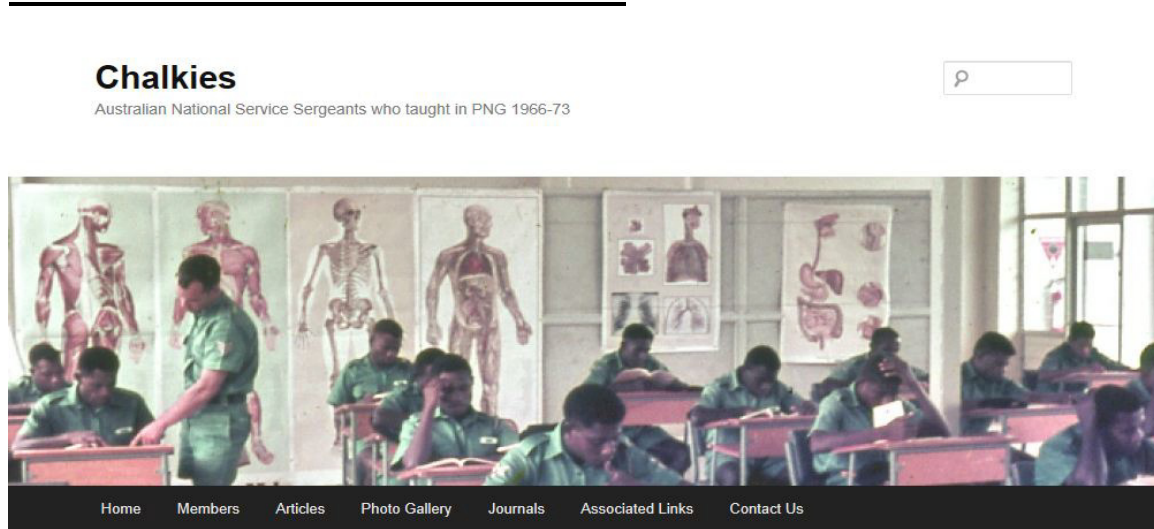 Chalkies
Australian National Service Sergeants who taught in PNG 1966-73
Home Members Articles Photo Gallery Journals Associated Links Contact Us